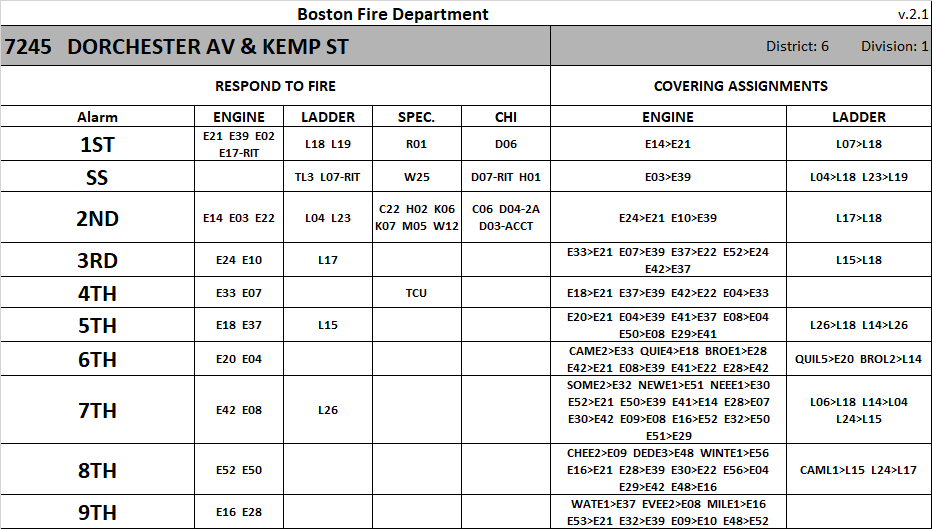 Boston Fire Department v.2.1
7245 DORCHESTER AV & KEMP ST District: 6 Division: 1
RESPOND TO FIRE COVERING ASSIGNMENTS
Alarm ENGINE LADDER SPEC. CHI ENGINE LADDER
1ST
E21 E39 E02
E17-RIT
L18 L19
R01
D06
E14>E21
L07>L18
SS
TL3 L07-RIT
W25
D07-RIT H01
E03>E39
L04>L18 L23>L19
2ND
E14 E03 E22
L04 L23
C22 H02 K06
K07 M05 W12
C06 D04-2A
D03-ACCT
E24>E21 E10>E39
L17>L18
3RD
E24 E10
L17
E33>E21 E07>E39 E37>E22 E52>E24
E42>E37
L15>L18
4TH
E33 E07
TCU
E18>E21 E37>E39 E42>E22 E04>E33
5TH
E18 E37
L15
E20>E21 E04>E39 E41>E37 E08>E04
E50>E08 E29>E41
L26>L18 L14>L26
6TH
E20 E04
CAME2>E33 QUIE4>E18 BROE1>E28
E42>E21 E08>E39 E41>E22 E28>E42
QUIL5>E20 BROL2>L14
7TH
E42 E08
L26
SOME2>E32 NEWE1>E51 NEEE1>E30
E52>E21 E50>E39 E41>E14 E28>E07
E30>E42 E09>E08 E16>E52 E32>E50
E51>E29
L06>L18 L14>L04
L24>L15
8TH
E52 E50
CHEE2>E09 DEDE3>E48 WINTE1>E56
E16>E21 E28>E39 E30>E22 E56>E04
E29>E42 E48>E16
CAML1>L15 L24>L17
9TH
E16 E28
WATE1>E37 EVEE2>E08 MILE1>E16
E53>E21 E32>E39 E09>E10 E48>E52